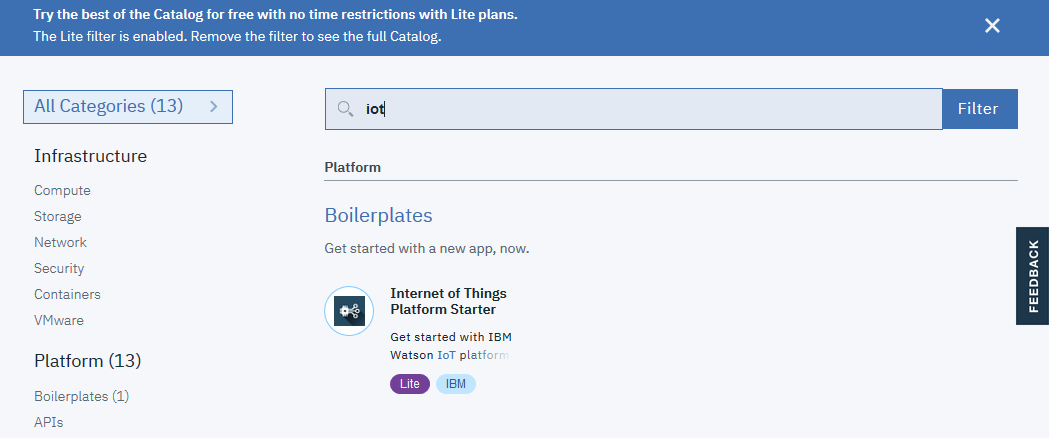 Try the best of the Catalog for free with no time restrictions with Lite plans.
The Lite filter is enabled. Remove the filter to see the full Catalog.
All Categories (13)
iot
Filter
Infrastructure
Compute
Storage
Network
Security
Containers
VMware
Platform (13)
Boilerplates (1)
APIs
Platform
Boilerplates
Get started with a new app, now.
Internet of Things
Platform Starter
Get started with IBM
Watson IoT platform
Lite
IBM
FEEDBACK